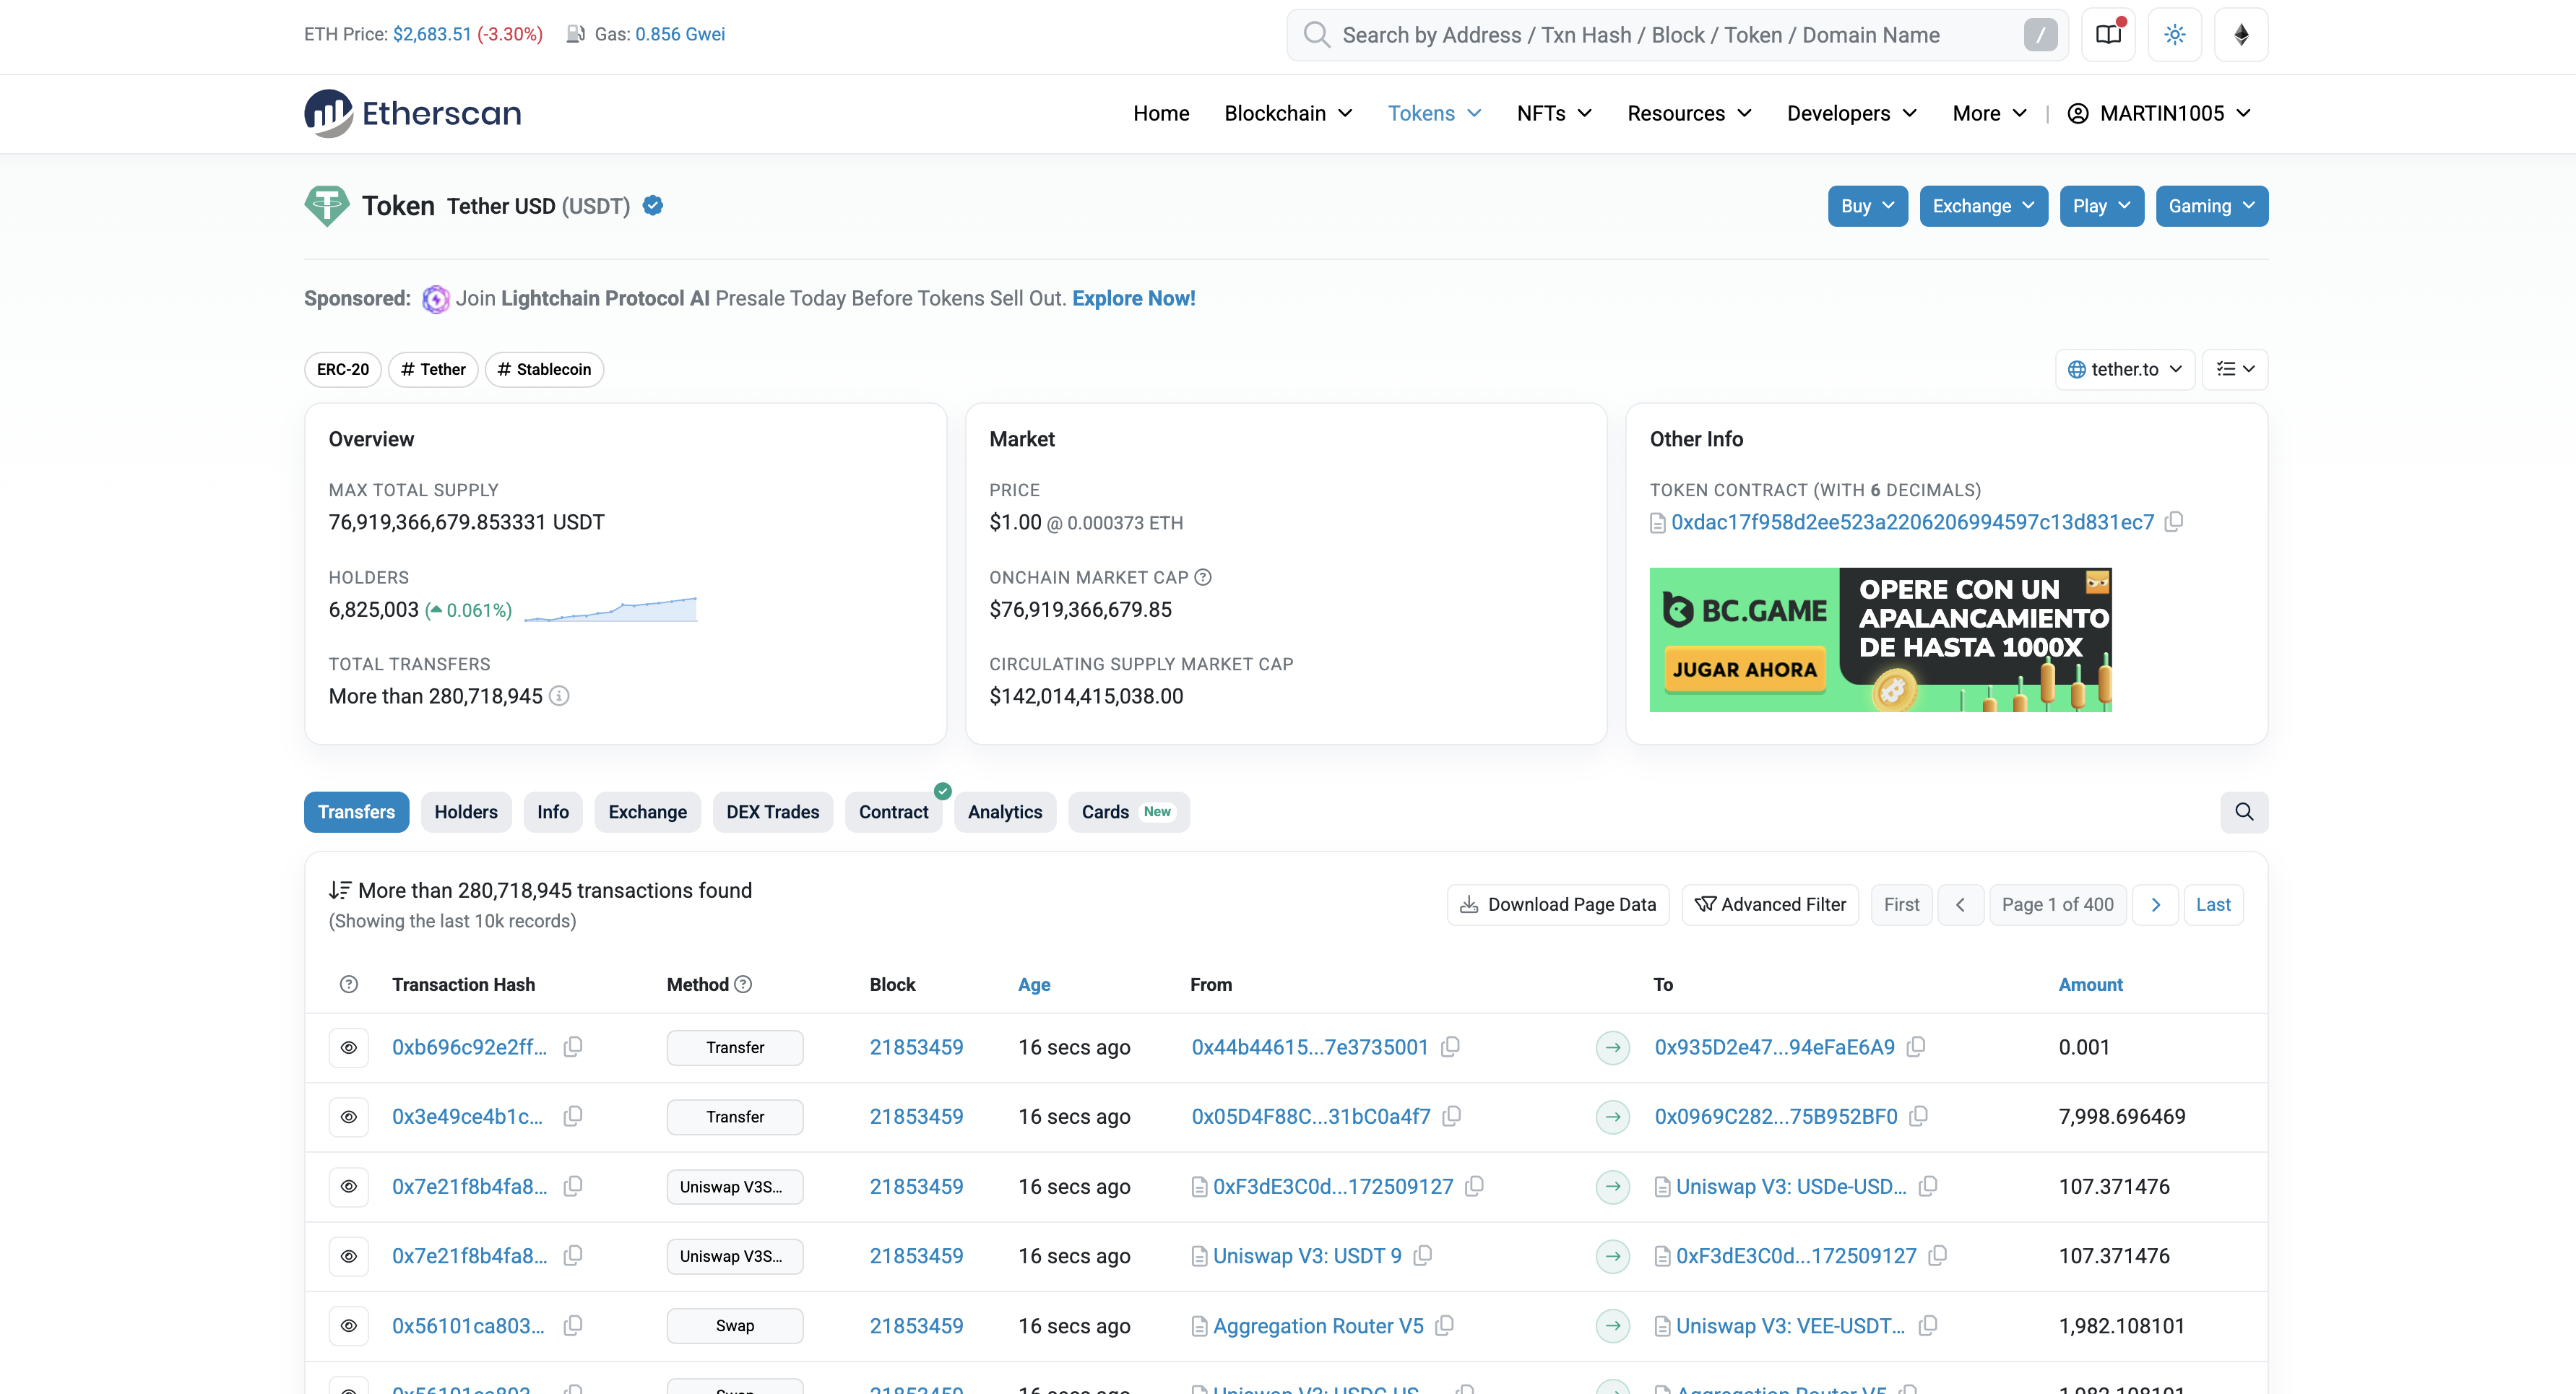 ETH Price: $2,683.51 (-3.30%) Gas: 0.856 Gwei
Search by Address / Txn Hash / Block / Token / Domain Name /
Etherscan
Home Blockchain Tokens NFTs Resources Developers More | MARTIN1005
Token Tether USD (USDT)
Buy Exchange Play Gaming
Sponsored: Join Lightchain Protocol AI Presale Today Before Tokens Sell Out. Explore Now!
ERC-20 # Tether # Stablecoin
tether.to
Overview
MAX TOTAL SUPPLY
76,919,366,679.853331 USDT
HOLDERS
6,825,003 (0.061%)
TOTAL TRANSFERS
More than 280,718,945
Market
PRICE
$1.00 @ 0.000373 ETH
ONCHAIN MARKET CAP
$76,919,366,679.85
CIRCULATING SUPPLY MARKET CAP
$142,014,415,038.00
Other Info
TOKEN CONTRACT (WITH 6 DECIMALS)
0xdac17f958d2ee523a2206206994597c13d831ec7
BC.GAME
JUGAR AHORA
OPERE CON UN
APALANCAMIENTO
DE HASTA 1000X
Transfers Holders Info Exchange DEX Trades Contract Analytics Cards New
More than 280,718,945 transactions found
(Showing the last 10k records)
Download Page Data Advanced Filter First Page 1 of 400 Last
Transaction Hash Method Block Age From To Amount
0xb696c92e2ff... Transfer 21853459 16 secs ago 0x44b44615...7e3735001 0x935D2e47...94eFaE6A9 0.001
0x3e49ce4b1c... Transfer 21853459 16 secs ago 0x05D4F88C...31bC0a4f7 0x0969C282...75B952BF0 7,998.696469
0x7e21f8b4fa8... Uniswap V3S... 21853459 16 secs ago 0xF3dE3C0d...172509127 Uniswap V3: USDe-USD... 107.371476
0x7e21f8b4fa8... Uniswap V3S... 21853459 16 secs ago Uniswap V3: USDT 9 0xF3dE3C0d...172509127 107.371476
0x56101ca803... Swap 21853459 16 secs ago Aggregation Router V5 Uniswap V3: VEE-USDT... 1,982.108101